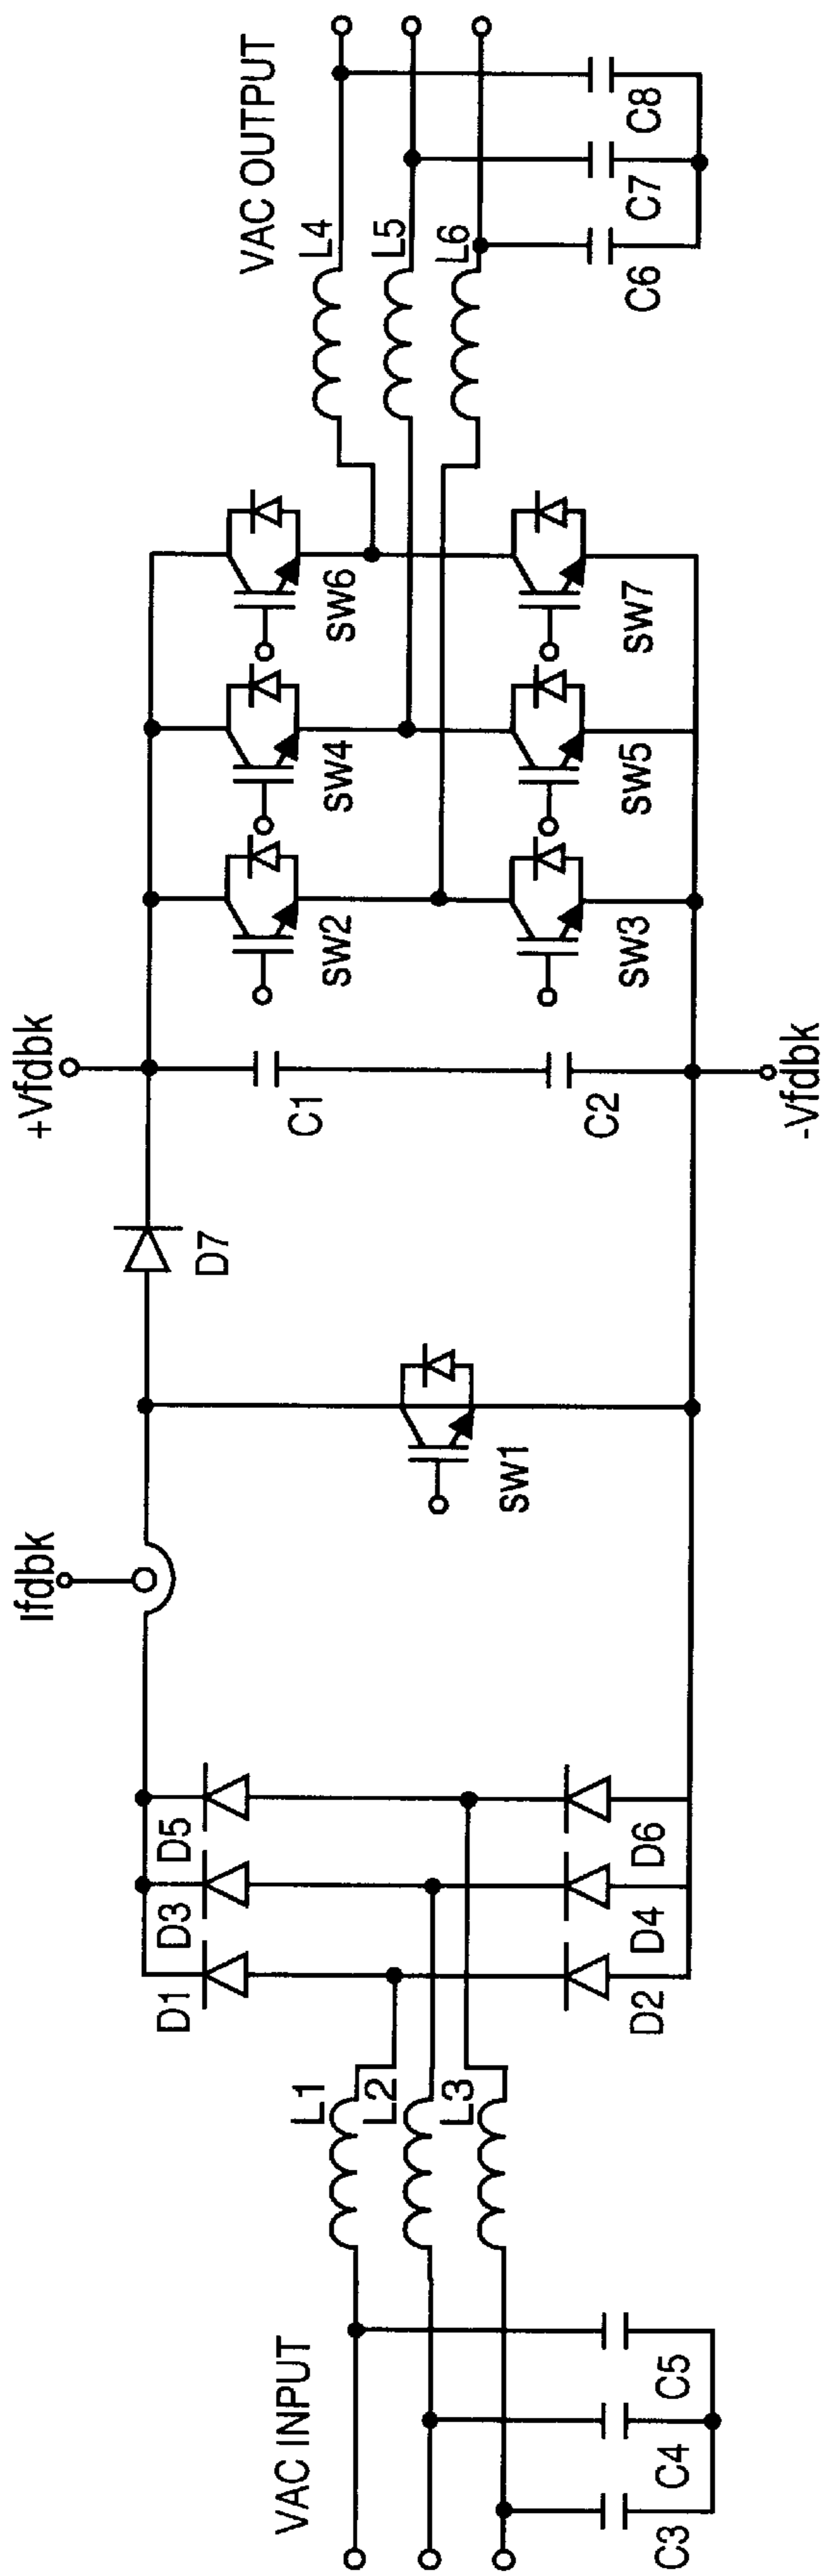 VAC INPUT
C3
C4
C5
L1
L2
L3
D1
D3
D5
D2
D4
D6
Ifdbk
SW1
D7
+Vfdbk
-Vfdbk
C1
C2
SW2
SW4
SW6
SW3
SW5
SW7
L4
L5
L6
VAC OUTPUT
C6
C7
C8